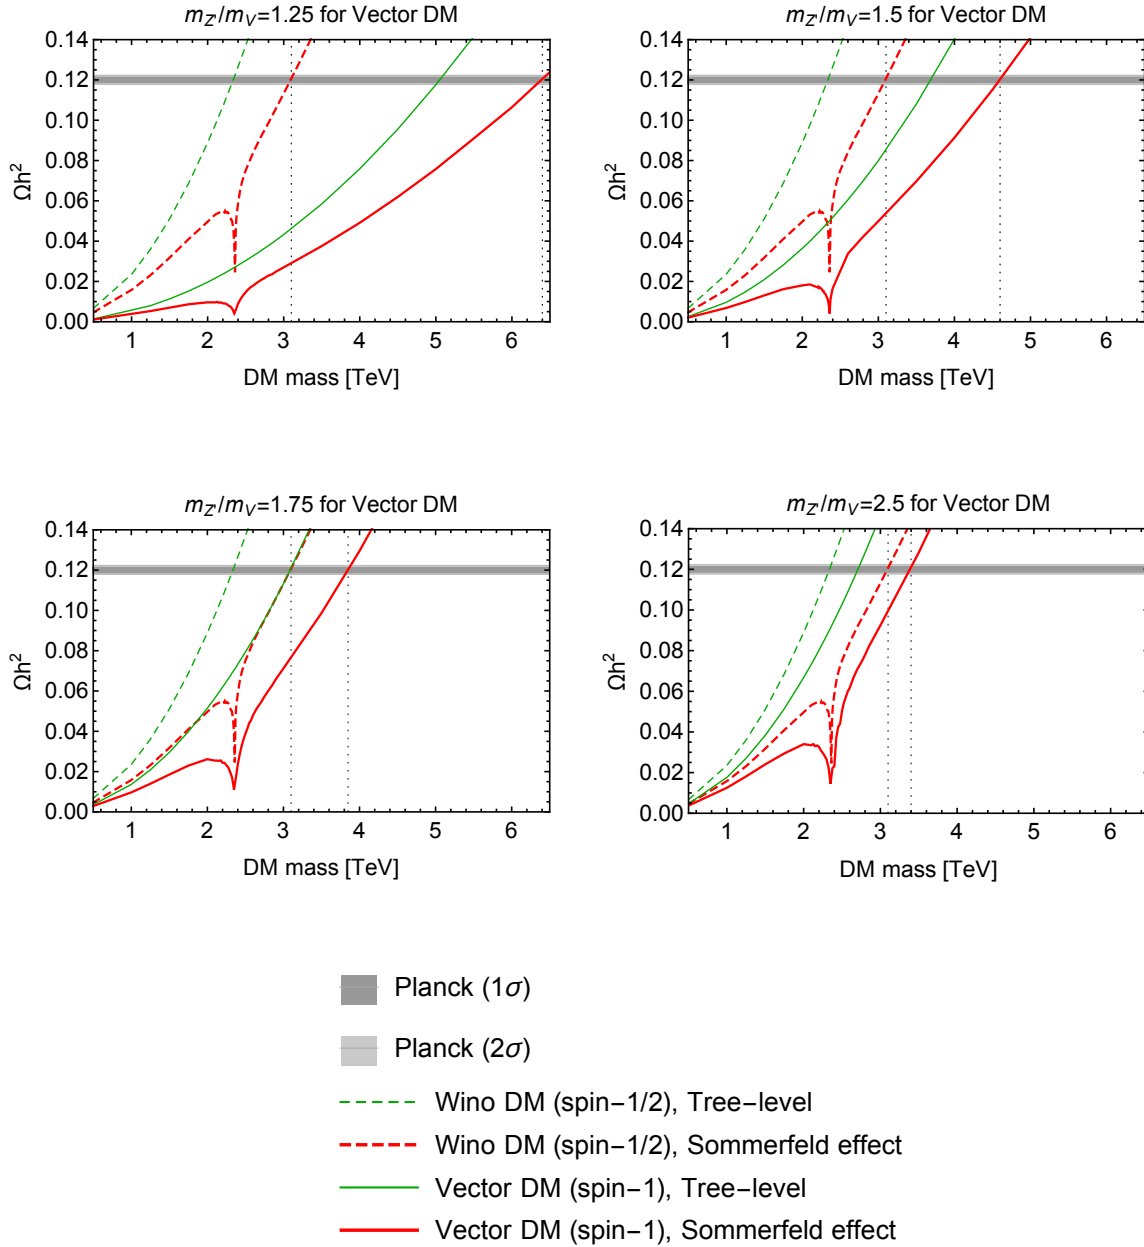 m_Z'/m_V=1.25 for Vector DM
0.14
0.12
0.10
0.08
0.06
0.04
0.02
0.00
Ωh²
1 2 3 4 5 6
DM mass [TeV]
m_Z'/m_V=1.5 for Vector DM
0.14
0.12
0.10
0.08
0.06
0.04
0.02
0.00
Ωh²
1 2 3 4 5 6
DM mass [TeV]
m_Z'/m_V=1.75 for Vector DM
0.14
0.12
0.10
0.08
0.06
0.04
0.02
0.00
Ωh²
1 2 3 4 5 6
DM mass [TeV]
m_Z'/m_V=2.5 for Vector DM
0.14
0.12
0.10
0.08
0.06
0.04
0.02
0.00
Ωh²
1 2 3 4 5 6
DM mass [TeV]
Planck (1σ)
Planck (2σ)
Wino DM (spin−1/2), Tree−level
Wino DM (spin−1/2), Sommerfeld effect
Vector DM (spin−1), Tree−level
Vector DM (spin−1), Sommerfeld effect